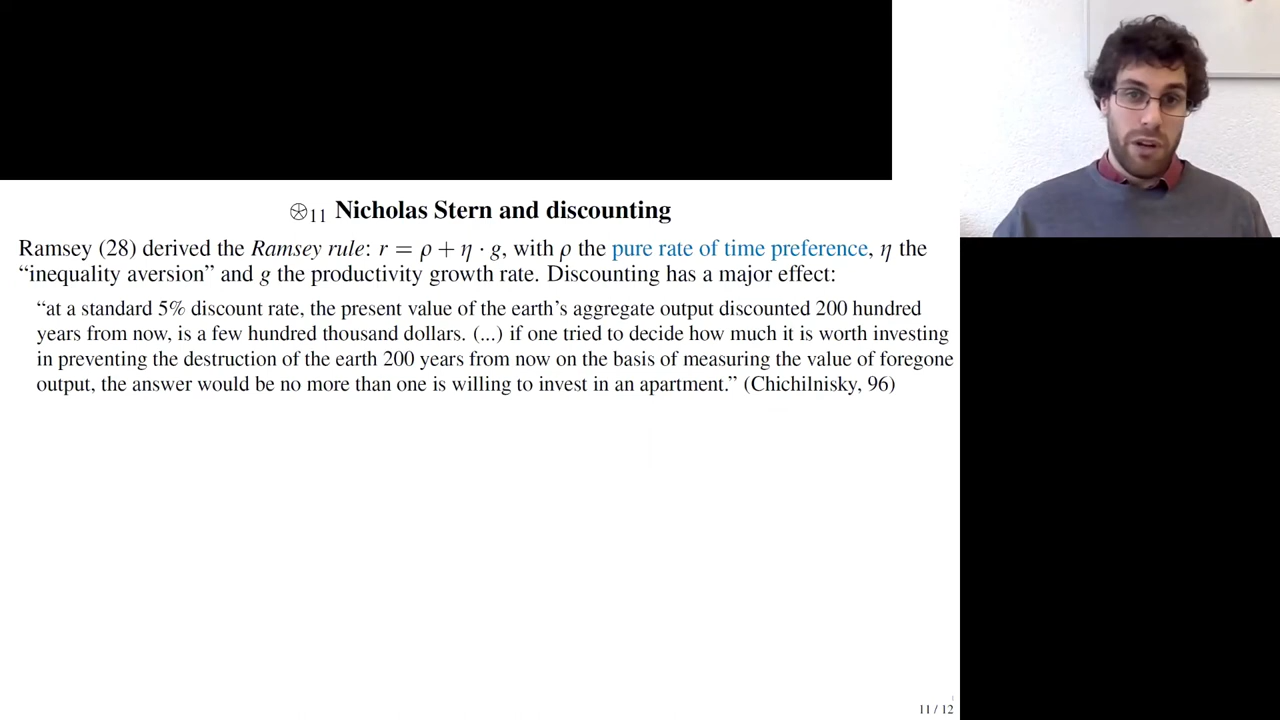 ⊛11 Nicholas Stern and discounting
Ramsey (28) derived the Ramsey rule: r = ρ + η · g, with ρ the pure rate of time preference, η the
“inequality aversion” and g the productivity growth rate. Discounting has a major effect:
“at a standard 5% discount rate, the present value of the earth’s aggregate output discounted 200 hundred
years from now, is a few hundred thousand dollars. (...) if one tried to decide how much it is worth investing
in preventing the destruction of the earth 200 years from now on the basis of measuring the value of foregone
output, the answer would be no more than one is willing to invest in an apartment.” (Chichilnisky, 96)
11 / 12